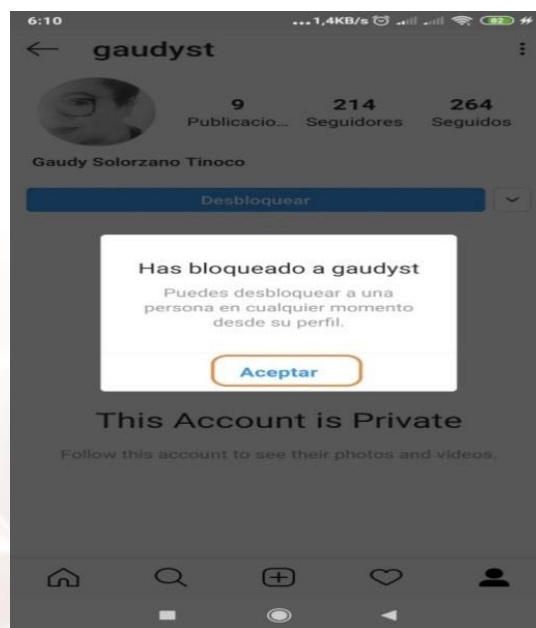 6:10
...1,4KB/s
82
gaudyst
9 214 264
Publicacio... Seguidores Seguidos
Gaudy Solorzano Tinoco
Desbloquear
Has bloqueado a gaudyst
Puedes desbloquear a una
persona en cualquier momento
desde su perfil.
Aceptar
This Account is Private
Follow this account to see their photos and videos.